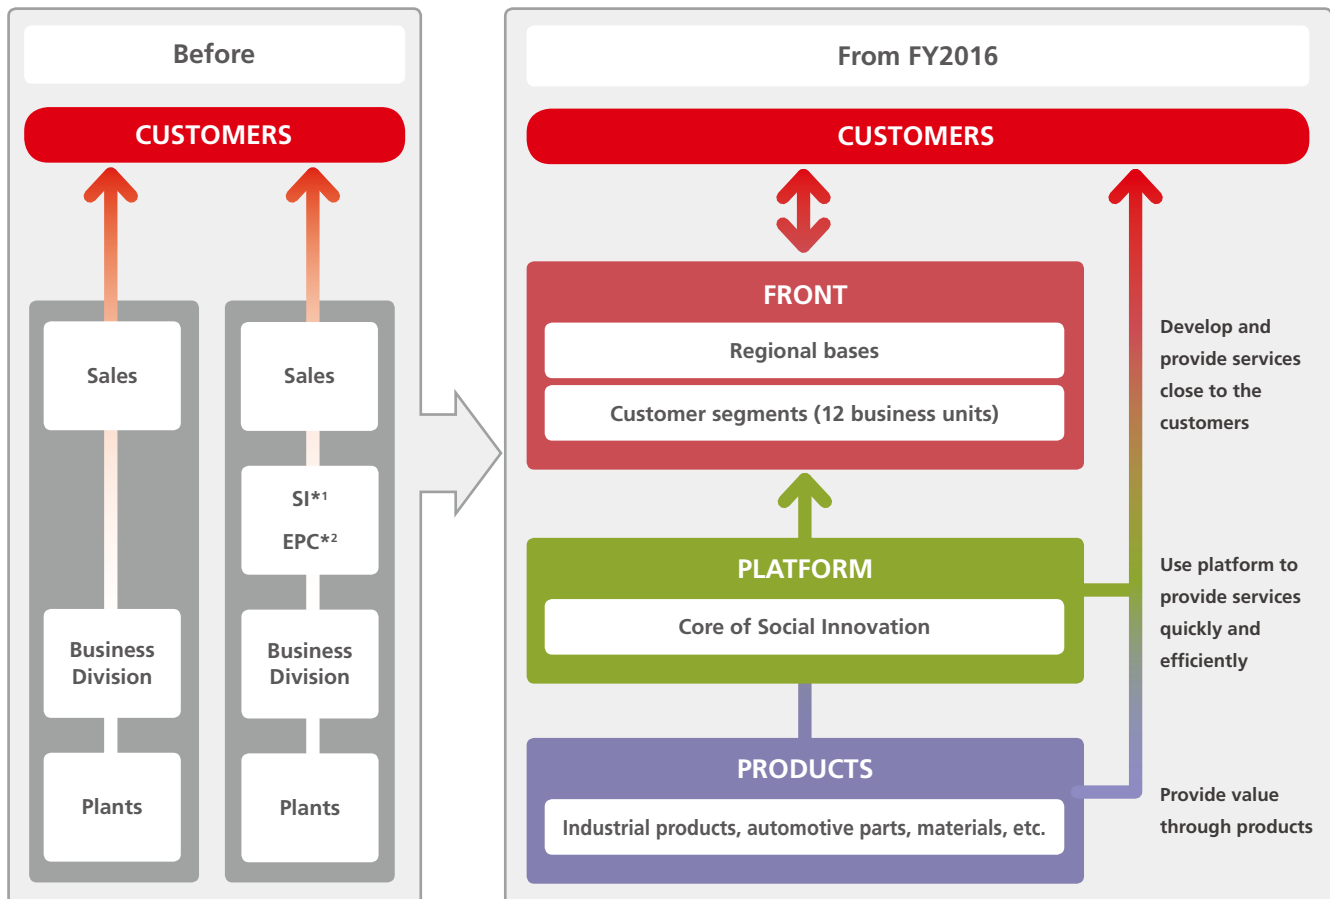 Before
CUSTOMERS
Sales
Business
Division
Plants
Sales
SI*1
EPC*2
Business
Division
Plants
From FY2016
CUSTOMERS
FRONT
Regional bases
Customer segments (12 business units)
PLATFORM
Core of Social Innovation
PRODUCTS
Industrial products, automotive parts, materials, etc.
Develop and
provide services
close to the
customers
Use platform to
provide services
quickly and
efficiently
Provide value
through products